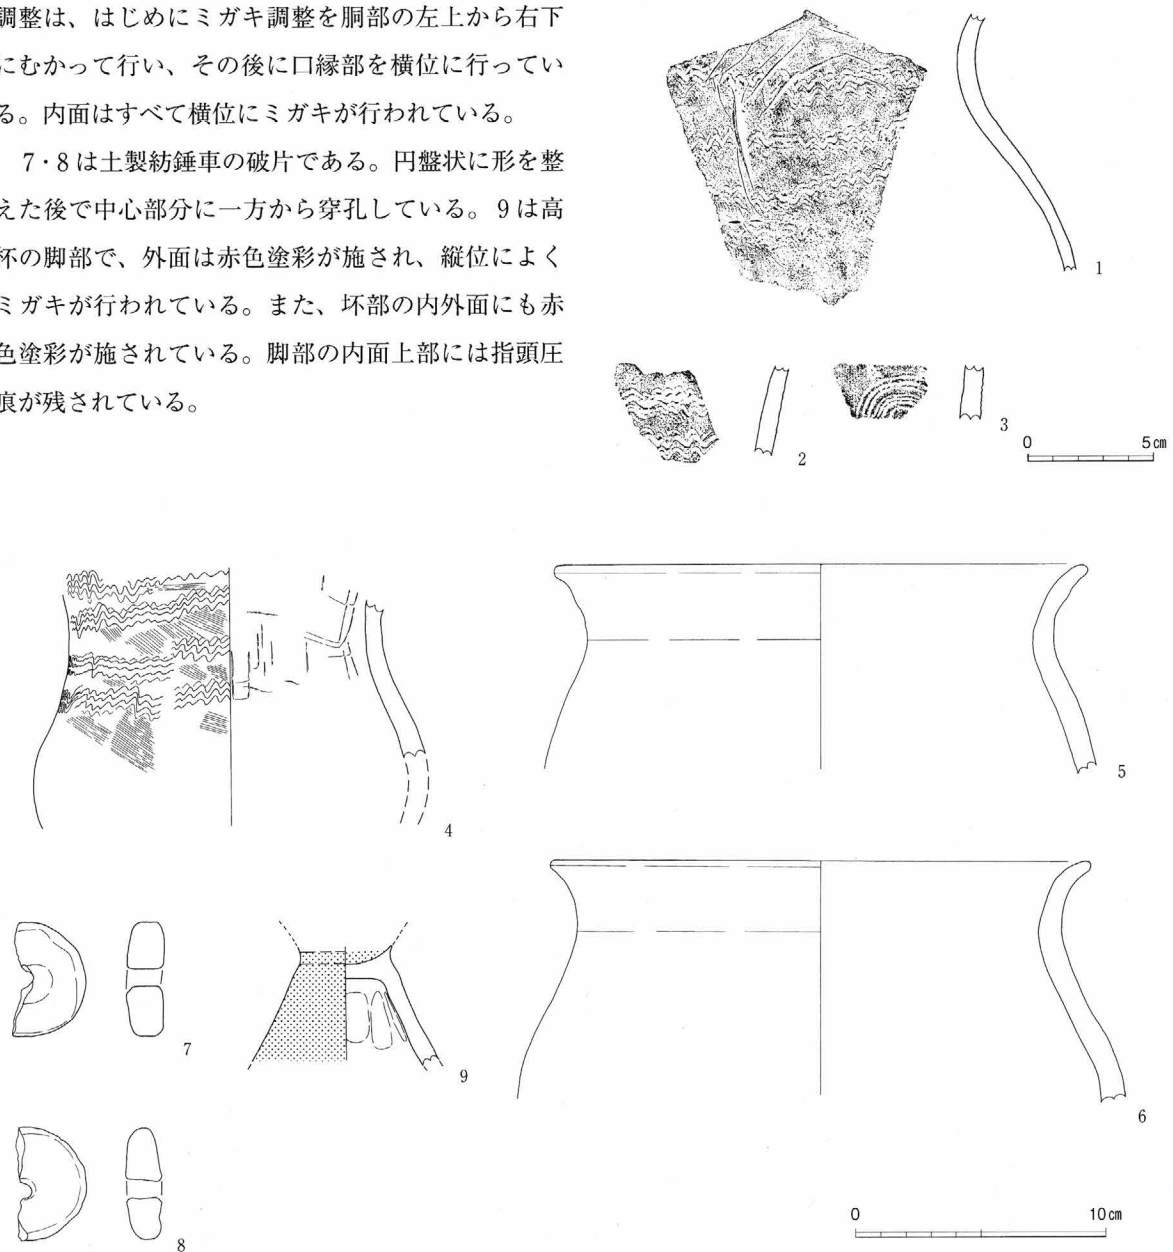 調整は、はじめにミガキ調整を胴部の左上から右下
にむかって行い、その後に口縁部を横位に行ってい
る。内面はすべて横位にミガキが行われている。
7・8は土製紡錘車の破片である。円盤状に形を整
えた後で中心部分に一方から穿孔している。9は高
杯の脚部で、外面は赤色塗彩が施され、縦位によく
ミガキが行われている。また、坏部の内外面にも赤
色塗彩が施されている。脚部の内面上部には指頭圧
痕が残されている。
1
2
3
0 5cm
4
5
6
7
9
8
0 10cm